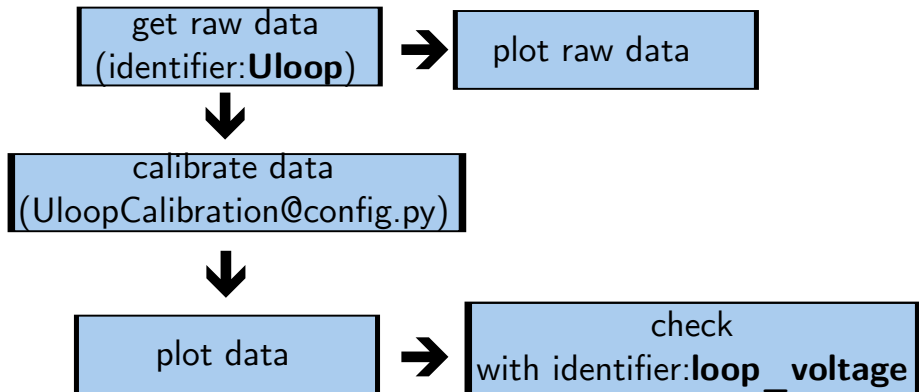 get raw data
(identifier:Uloop)
plot raw data
calibrate data
(UloopCalibration@config.py)
plot data
check
with identifier:loop_voltage